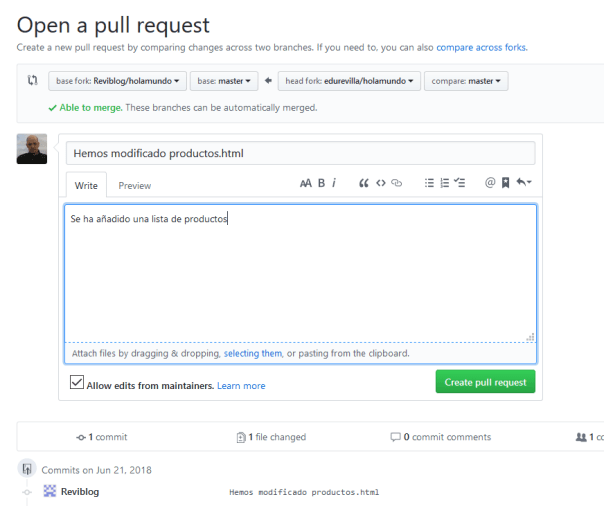 Open a pull request
Create a new pull request by comparing changes across two branches. If you need to, you can also compare across forks.
base fork: Reviblog/holamundo base: master head fork: edurevilla/holamundo compare: master
Able to merge. These branches can be automatically merged.
Hemos modificado productos.html
Write Preview AA B i
Se ha añadido una lista de productos
Attach files by dragging & dropping, selecting them, or pasting from the clipboard.
Allow edits from maintainers. Learn more Create pull request
1 commit 1 file changed 0 commit comments 1
Commits on Jun 21, 2018
Reviblog Hemos modificado productos.html